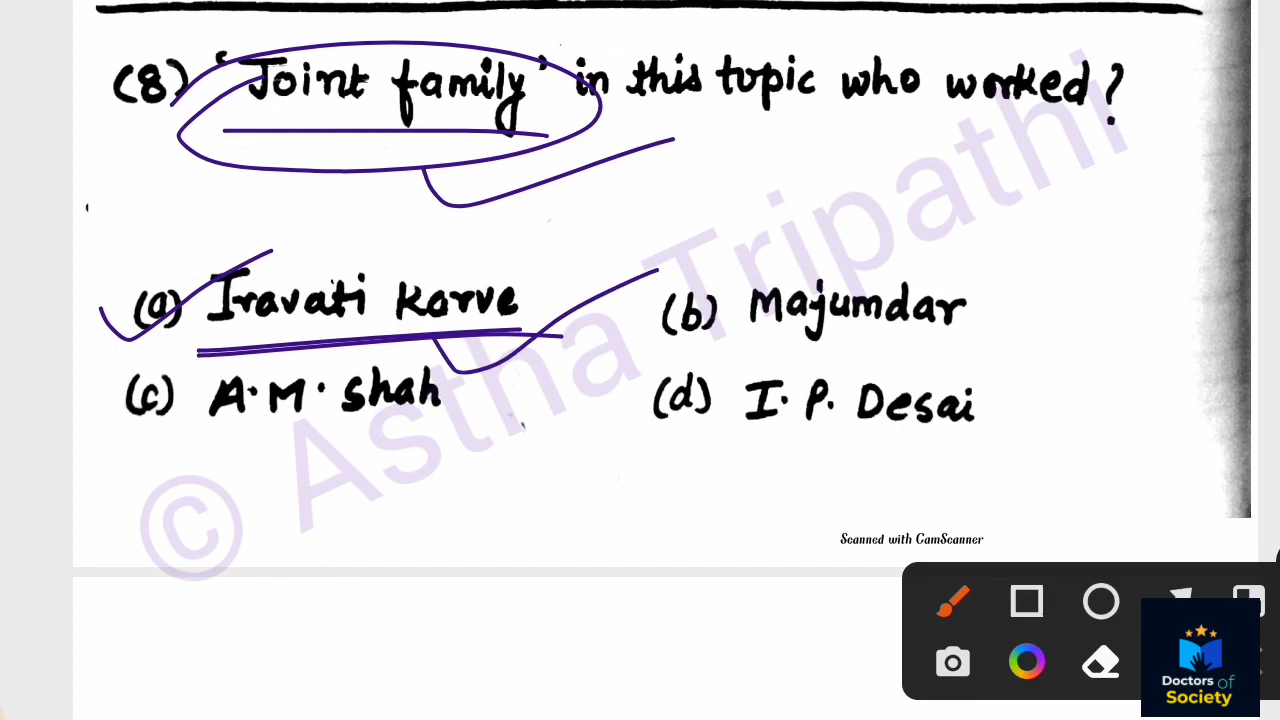 (8) 'Joint family' in this topic who worked?
(a) Iravati Karve (b) Majumdar
(c) A.M. Shah (d) I.P. Desai
© Astha Tripathi
Scanned with CamScanner
Doctors of
Society